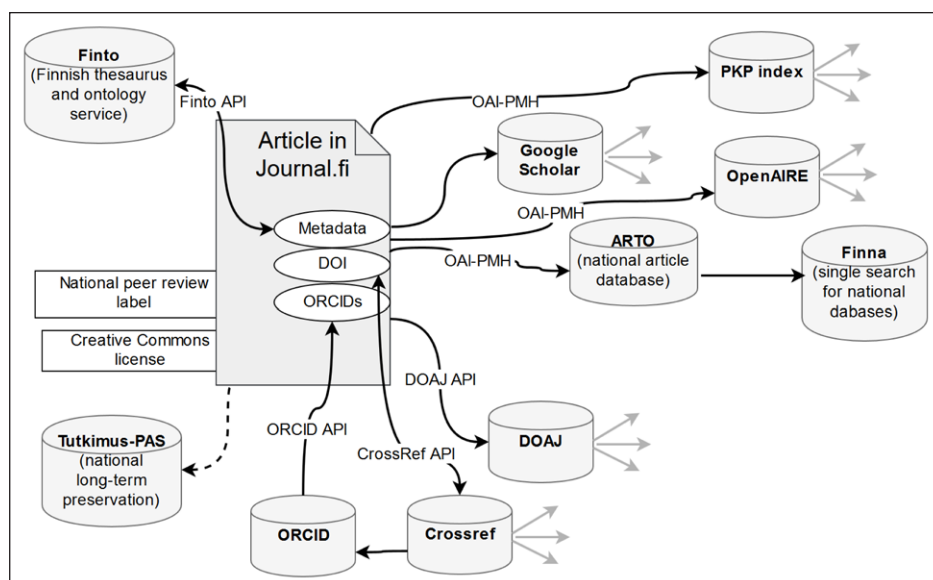 Finto
(Finnish thesaurus
and ontology
service)
Finto API
Article in
Journal.fi
OAI-PMH
PKP index
Google
Scholar
OpenAIRE
OAI-PMH
Metadata
DOI
ORCIDs
OAI-PMH
ARTO
(national article
database)
Finna
(single search
for national
dabases)
National peer review
label
Creative Commons
license
DOAJ API
ORCID API
CrossRef API
Tutkimus-PAS
(national
long-term
preservation)
DOAJ
ORCID
Crossref